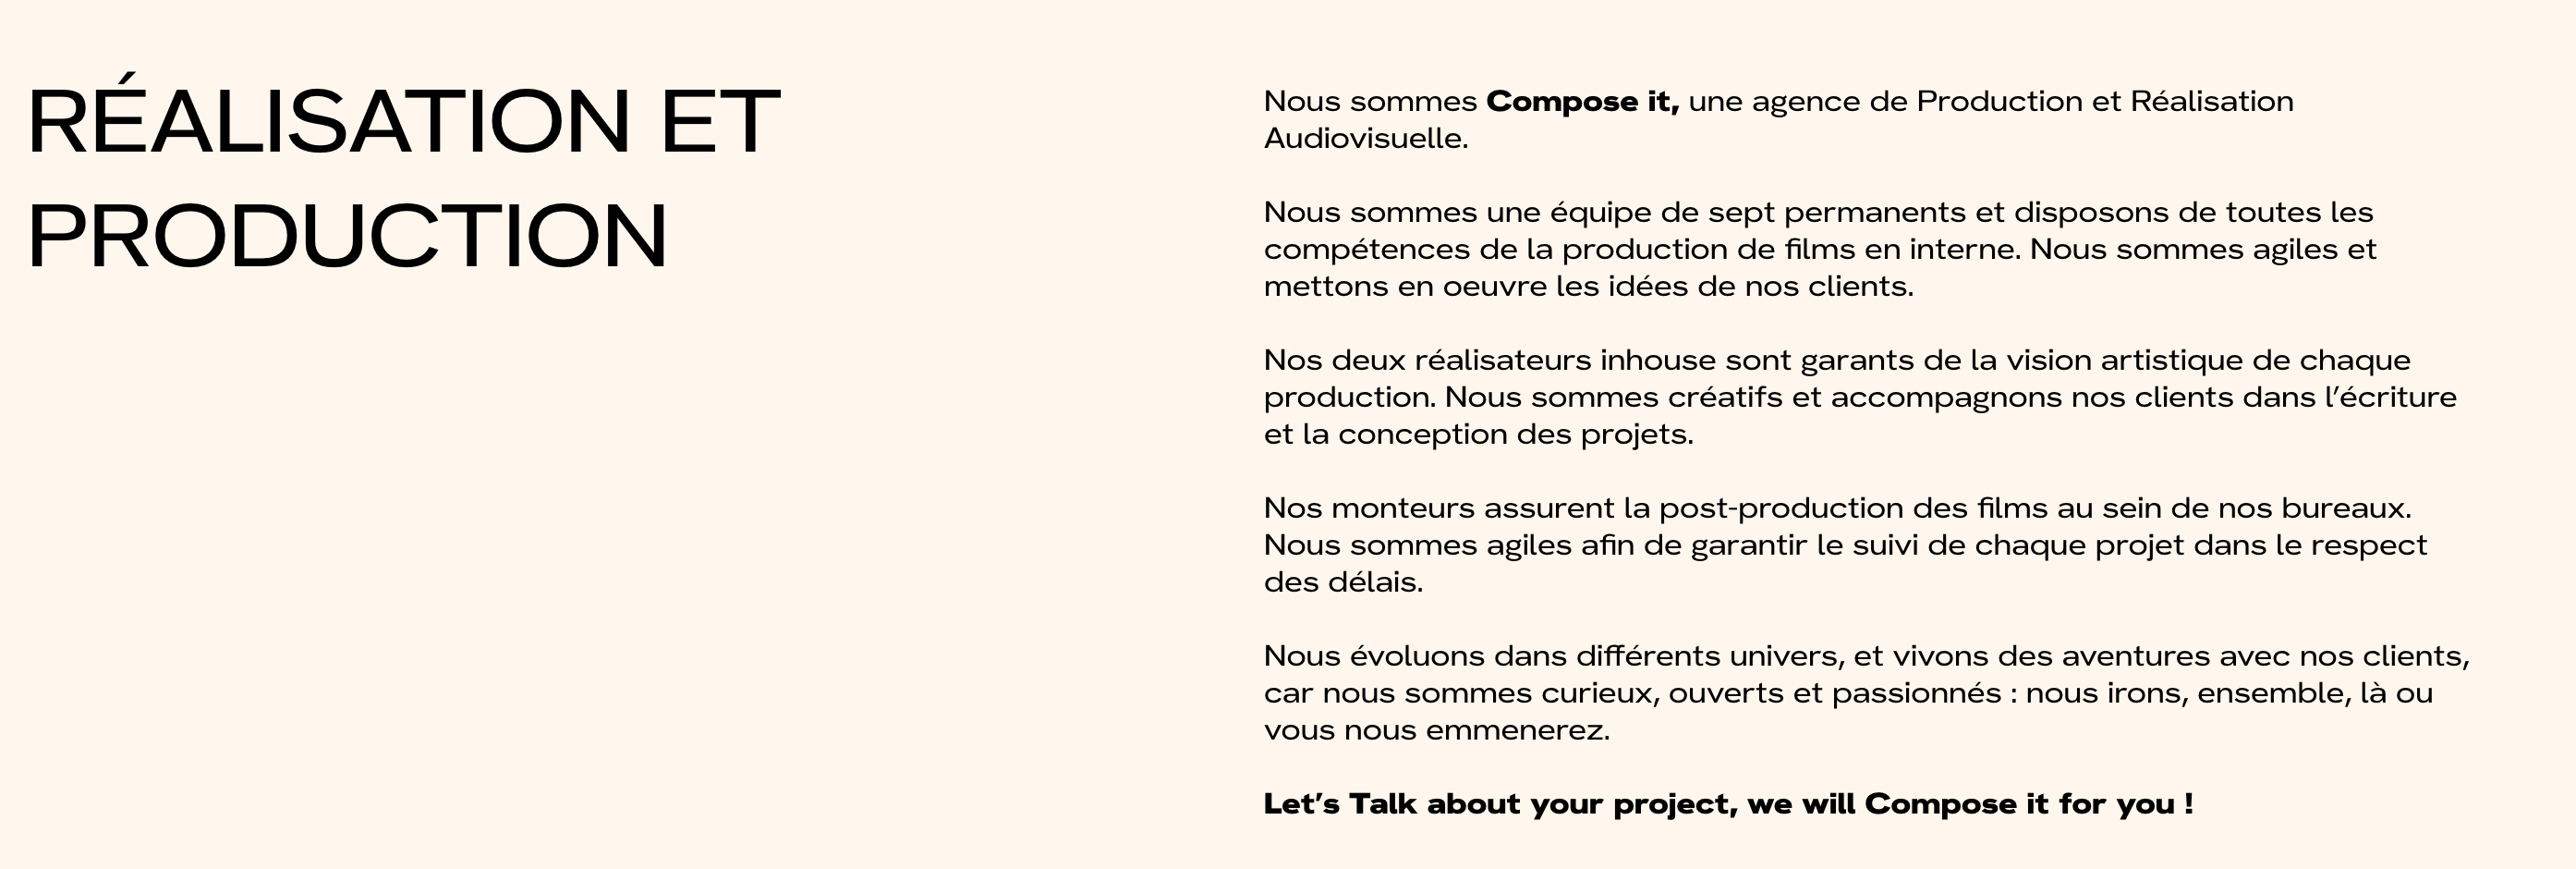 RÉALISATION ET
PRODUCTION
Nous sommes Compose it, une agence de Production et Réalisation
Audiovisuelle.
Nous sommes une équipe de sept permanents et disposons de toutes les
compétences de la production de films en interne. Nous sommes agiles et
mettons en oeuvre les idées de nos clients.
Nos deux réalisateurs inhouse sont garants de la vision artistique de chaque
production. Nous sommes créatifs et accompagnons nos clients dans l’écriture
et la conception des projets.
Nos monteurs assurent la post-production des films au sein de nos bureaux.
Nous sommes agiles afin de garantir le suivi de chaque projet dans le respect
des délais.
Nous évoluons dans différents univers, et vivons des aventures avec nos clients,
car nous sommes curieux, ouverts et passionnés : nous irons, ensemble, là ou
vous nous emmenerez.
Let’s Talk about your project, we will Compose it for you !